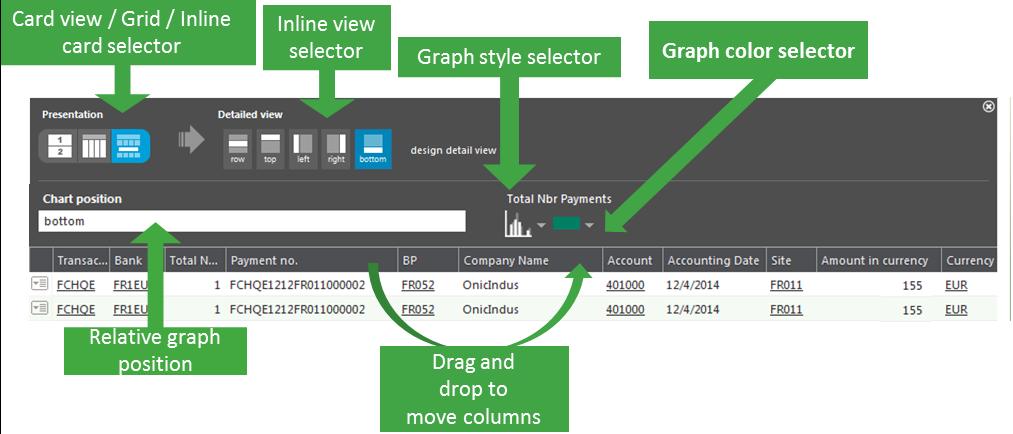 Card view / Grid / Inline
card selector
Inline view
selector
Graph style selector
Graph color selector
Presentation
Detailed view
1
2
row
top
left
right
bottom
design detail view
Chart position
Total Nbr Payments
bottom
Transac... Bank Total N... Payment no. BP Company Name Account Accounting Date Site Amount in currency Currency
FCHQE FR1EU 1 FCHQE1212FR011000002 FR052 OnicIndus 401000 12/4/2014 FR011 155 EUR
FCHQE FR1EU 1 FCHQE1212FR011000002 FR052 OnicIndus 401000 12/4/2014 FR011 155 EUR
Relative graph
position
Drag and
drop to
move columns